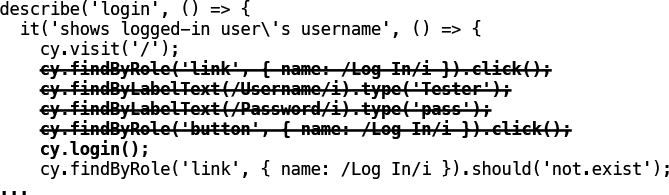 describe('login', () => {
  it('shows logged-in user\'s username', () => {
    cy.visit('/');
    cy.findByRole('link', { name: /Log In/i }).click();
    cy.findByLabelText(/Username/i).type('Tester');
    cy.findByLabelText(/Password/i).type('pass');
    cy.findByRole('button', { name: /Log In/i }).click();
    cy.login();
    cy.findByRole('link', { name: /Log In/i }).should('not.exist');
...